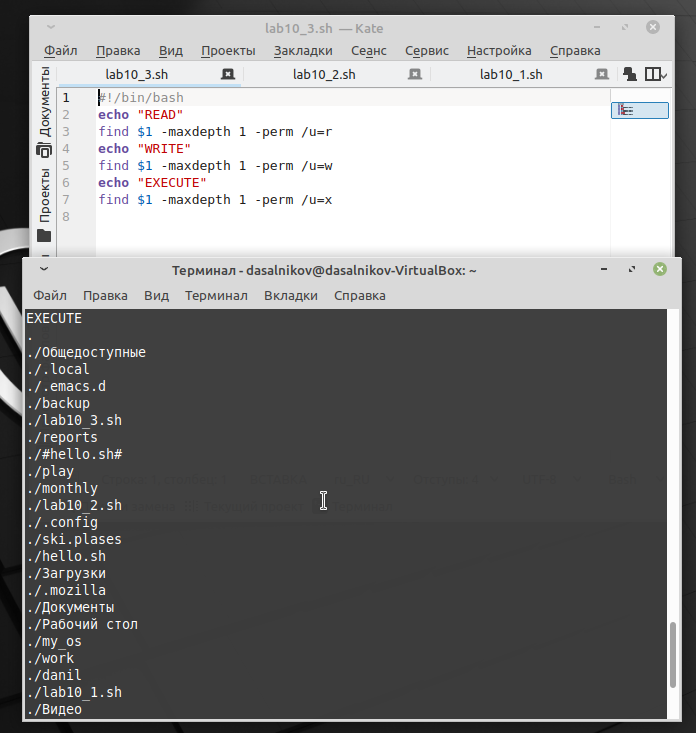 lab10_3.sh — Kate
Файл Правка Вид Проекты Закладки Сеанс Сервис Настройка Справка
lab10_3.sh lab10_2.sh lab10_1.sh
Документы
Проекты
1 #!/bin/bash
2 echo "READ"
3 find $1 -maxdepth 1 -perm /u=r
4 echo "WRITE"
5 find $1 -maxdepth 1 -perm /u=w
6 echo "EXECUTE"
7 find $1 -maxdepth 1 -perm /u=x
8
Терминал - dasalnikov@dasalnikov-VirtualBox: ~
Файл Правка Вид Терминал Вкладки Справка
EXECUTE
.
./Общедоступные
./.local
./.emacs.d
./backup
./lab10_3.sh
./reports
./#hello.sh#
./play
./monthly
./lab10_2.sh
./.config
./ski.plases
./hello.sh
./Загрузки
./.mozilla
./Документы
./Рабочий стол
./my_os
./work
./danil
./lab10_1.sh
./Видео